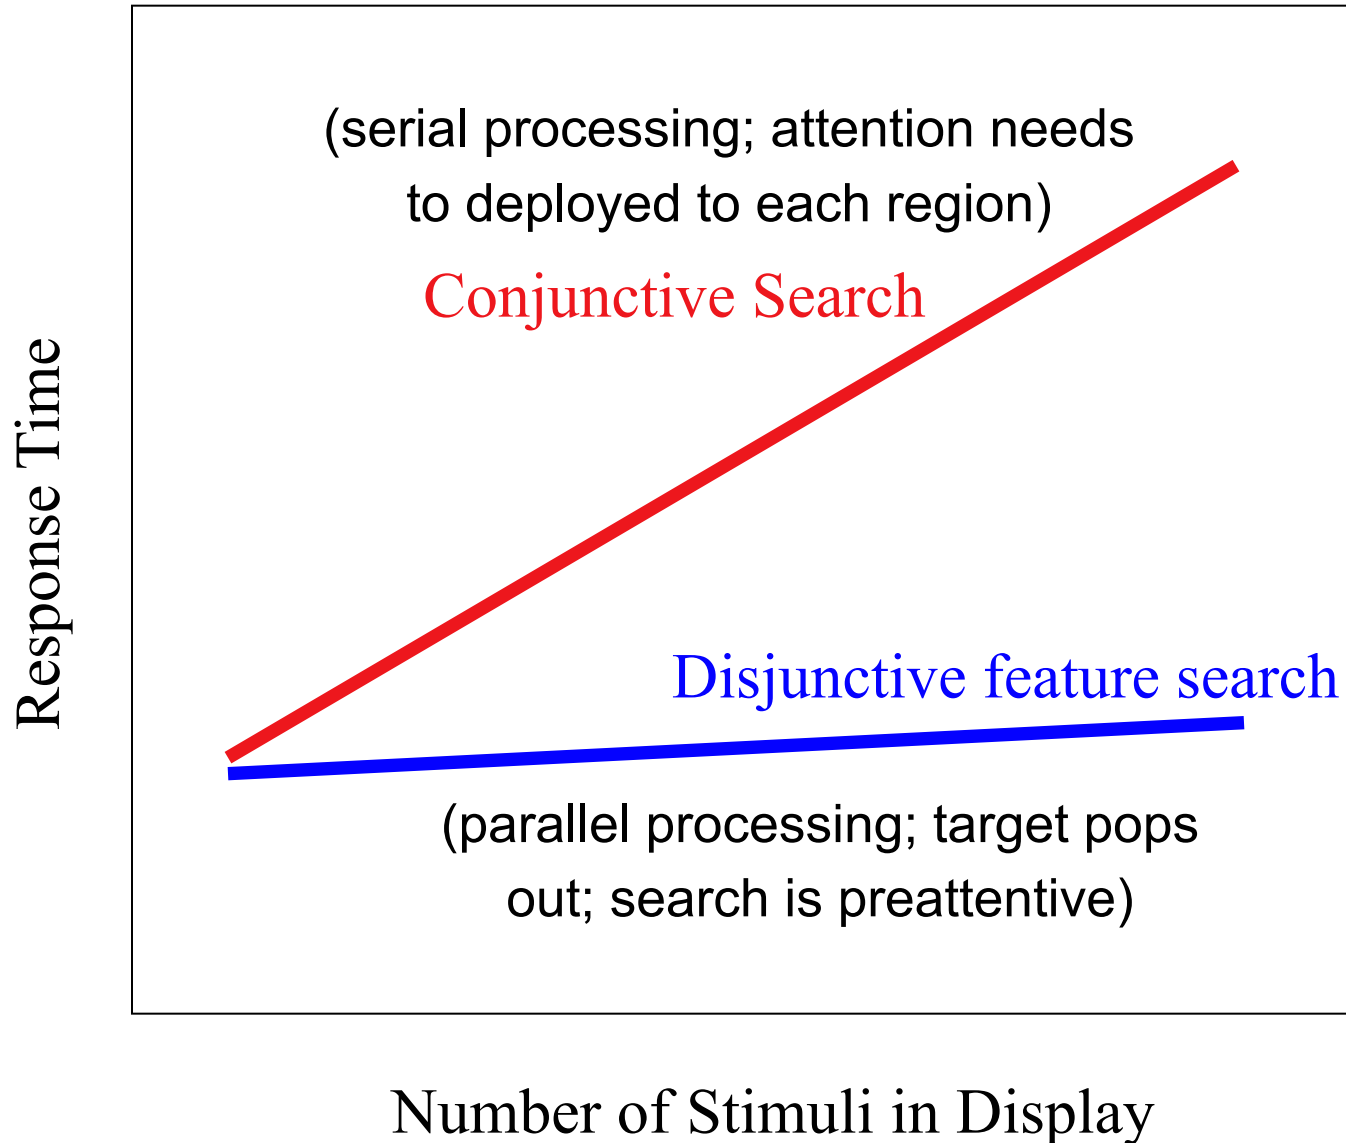 (serial processing; attention needs
to deployed to each region)
Conjunctive Search
Response Time
Disjunctive feature search
(parallel processing; target pops
out; search is preattentive)
Number of Stimuli in Display